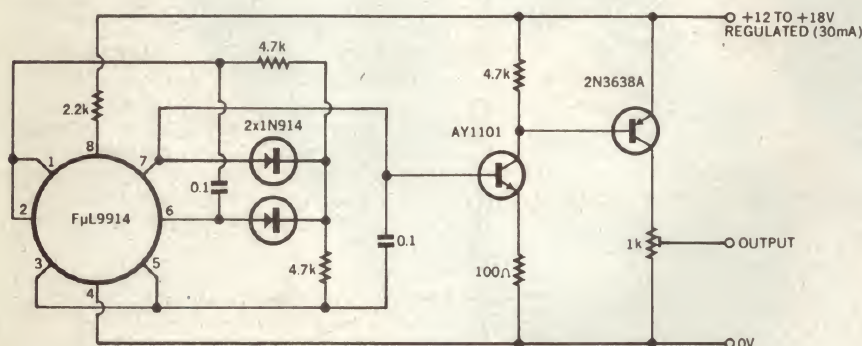 +12 TO +18V
REGULATED (30mA)
4.7k
4.7k
2N3638A
2.2k
2x1N914
AY1101
8
7
1
0.1
FμL9914
2
6
0.1
1k
OUTPUT
3
5
4.7k
100Ω
4
0V